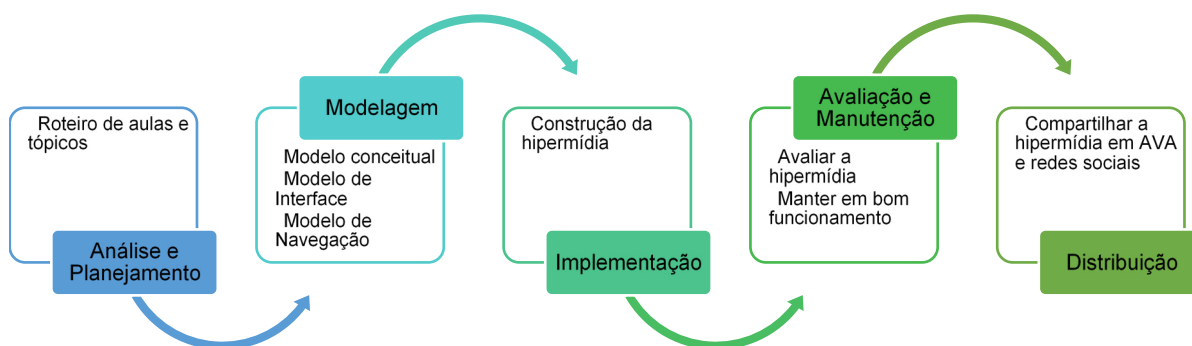 Roteiro de aulas e
tópicos
Análise e
Planejamento
Modelagem
Modelo conceitual
Modelo de
Interface
Modelo de
Navegação
Construção da
hipermídia
Implementação
Avaliação e
Manutenção
Avaliar a
hipermídia
Manter em bom
funcionamento
Compartilhar a
hipermídia em AVA
e redes sociais
Distribuição